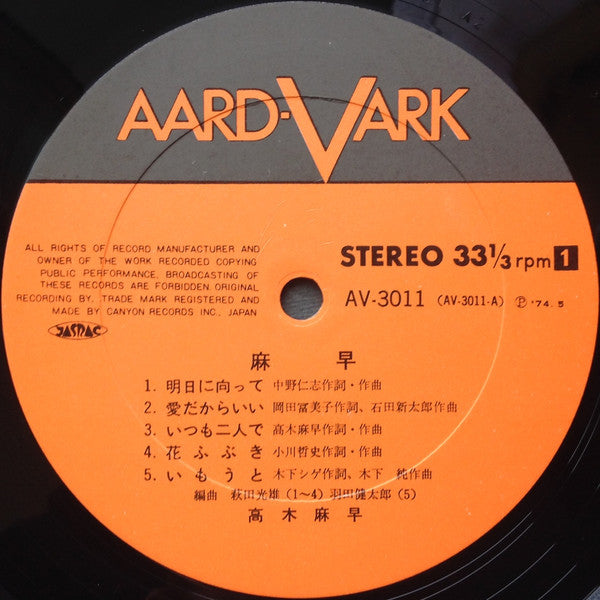 AARD-VARK
ALL RIGHTS OF RECORD MANUFACTURER AND
OWNER OF THE WORK RECORDED COPYING
PUBLIC PERFORMANCE, BROADCASTING OF
THESE RECORDS ARE FORBIDDEN. ORIGINAL
RECORDING BY, TRADE MARK REGISTERED AND
MADE BY CANYON RECORDS INC., JAPAN
JASRAC
STEREO 33⅓ rpm 1
AV-3011 (AV-3011-A) Ⓟ '74. 5
麻 早
1. 明日に向って 中野仁志作詞・作曲
2. 愛だからいい 岡田冨美子作詞、石田新太郎作曲
3. いつも二人で 高木麻早作詞・作曲
4. 花ふぶき 小川哲史作詞・作曲
5. いもうと 木下シゲ作詞、木下 純作曲
編曲 萩田光雄(1~4)羽田健太郎(5)
高木麻早